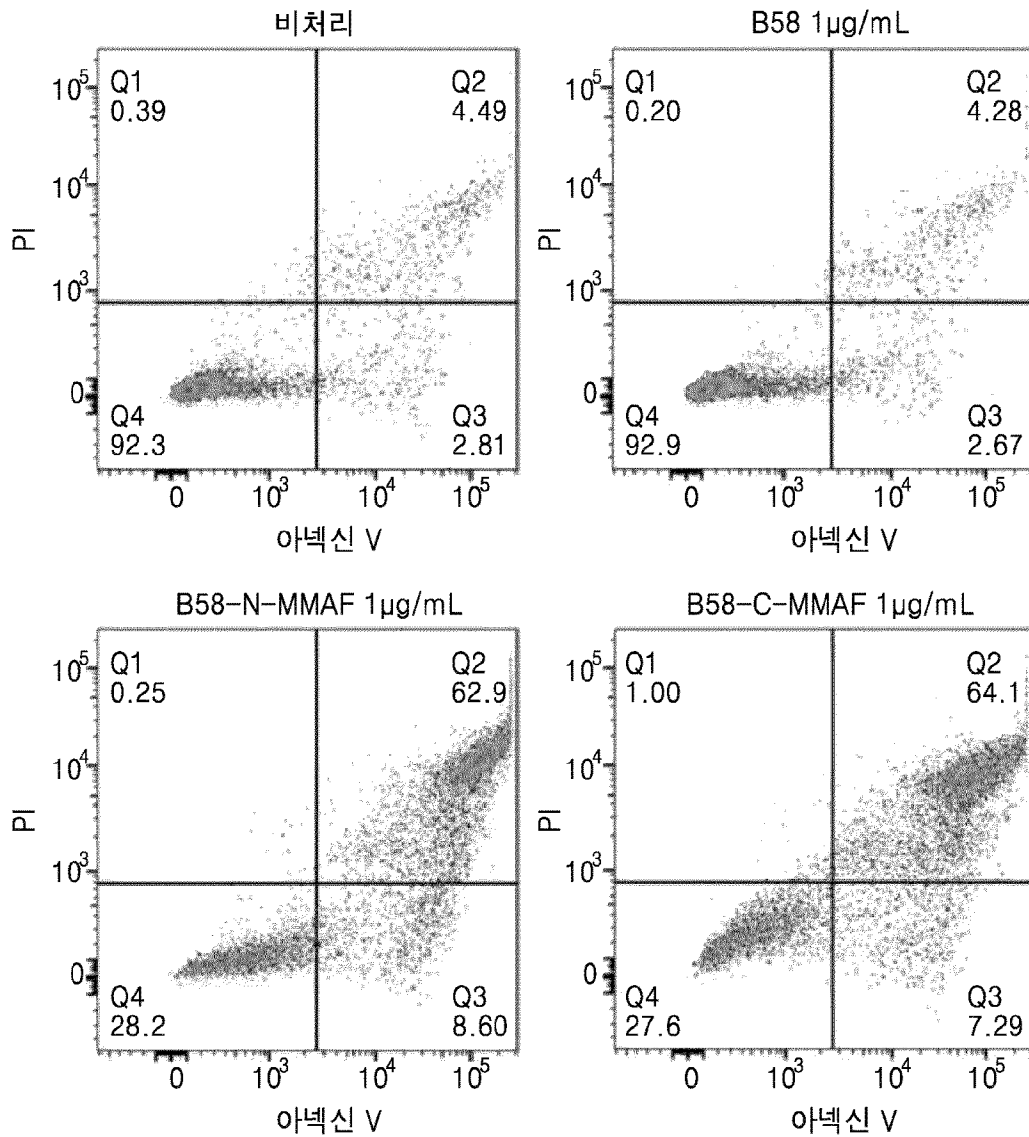 비처리
Q1
0.39
Q2
4.49
Q4
92.3
Q3
2.81
PI
10⁵
10⁴
10³
0
0 10³ 10⁴ 10⁵
아넥신 V
B58 1μg/mL
Q1
0.20
Q2
4.28
Q4
92.9
Q3
2.67
PI
10⁵
10⁴
10³
0
0 10³ 10⁴ 10⁵
아넥신 V
B58-N-MMAF 1μg/mL
Q1
0.25
Q2
62.9
Q4
28.2
Q3
8.60
PI
10⁵
10⁴
10³
0
0 10³ 10⁴ 10⁵
아넥신 V
B58-C-MMAF 1μg/mL
Q1
1.00
Q2
64.1
Q4
27.6
Q3
7.29
PI
10⁵
10⁴
10³
0
0 10³ 10⁴ 10⁵
아넥신 V